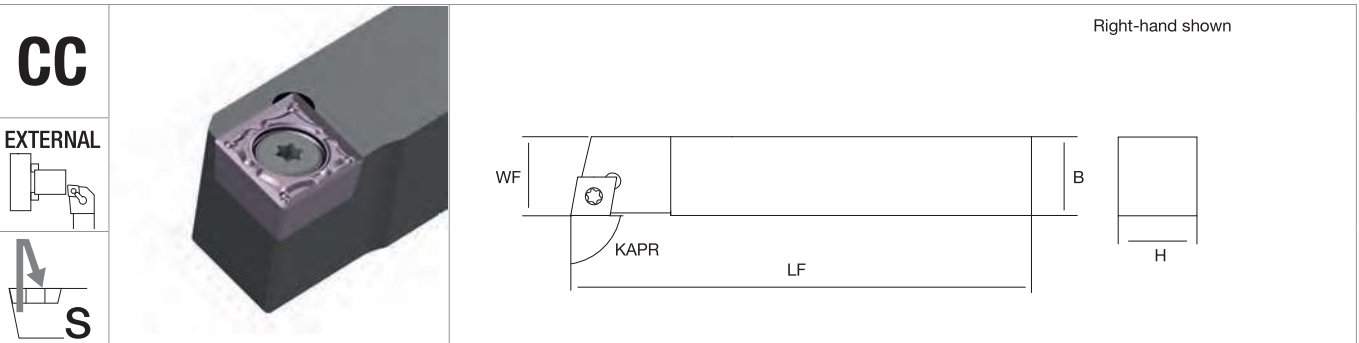 CC
EXTERNAL
S
Right-hand shown
WF
B
KAPR
LF
H